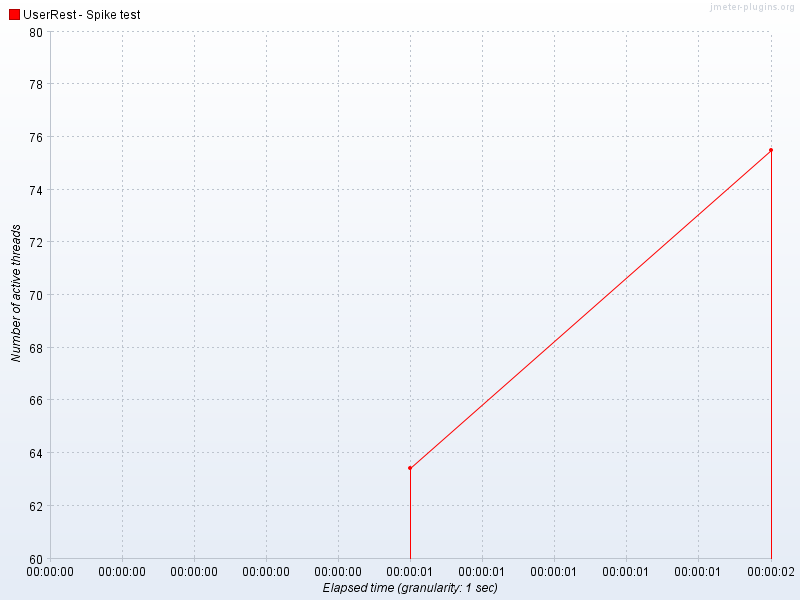 UserRest - Spike test
jmeter-plugins.org
80
78
76
74
72
70
68
66
64
62
60
Number of active threads
00:00:00 00:00:00 00:00:00 00:00:00 00:00:00 00:00:01 00:00:01 00:00:01 00:00:01 00:00:01 00:00:02
Elapsed time (granularity: 1 sec)